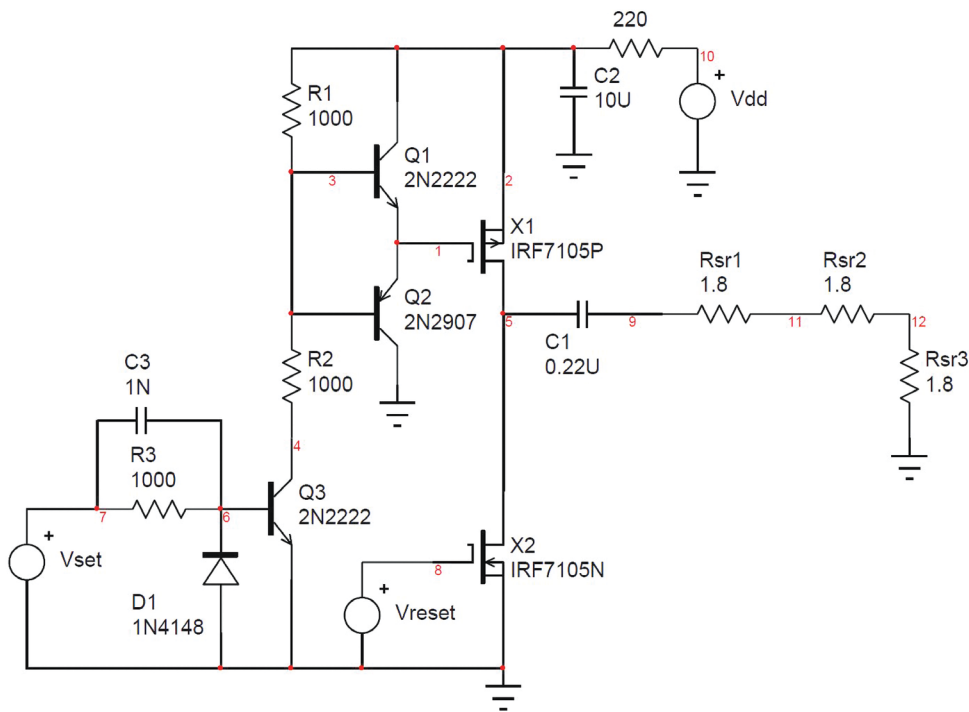 220
10
+
Vdd
C2
10U
R1
1000
Q1
2N2222
3
2
X1
IRF7105P
1
Q2
2N2907
5
C1
0.22U
9
Rsr1
1.8
11
Rsr2
1.8
12
Rsr3
1.8
R2
1000
C3
1N
4
R3
1000
7
6
Q3
2N2222
+
Vset
D1
1N4148
8
X2
IRF7105N
+
Vreset